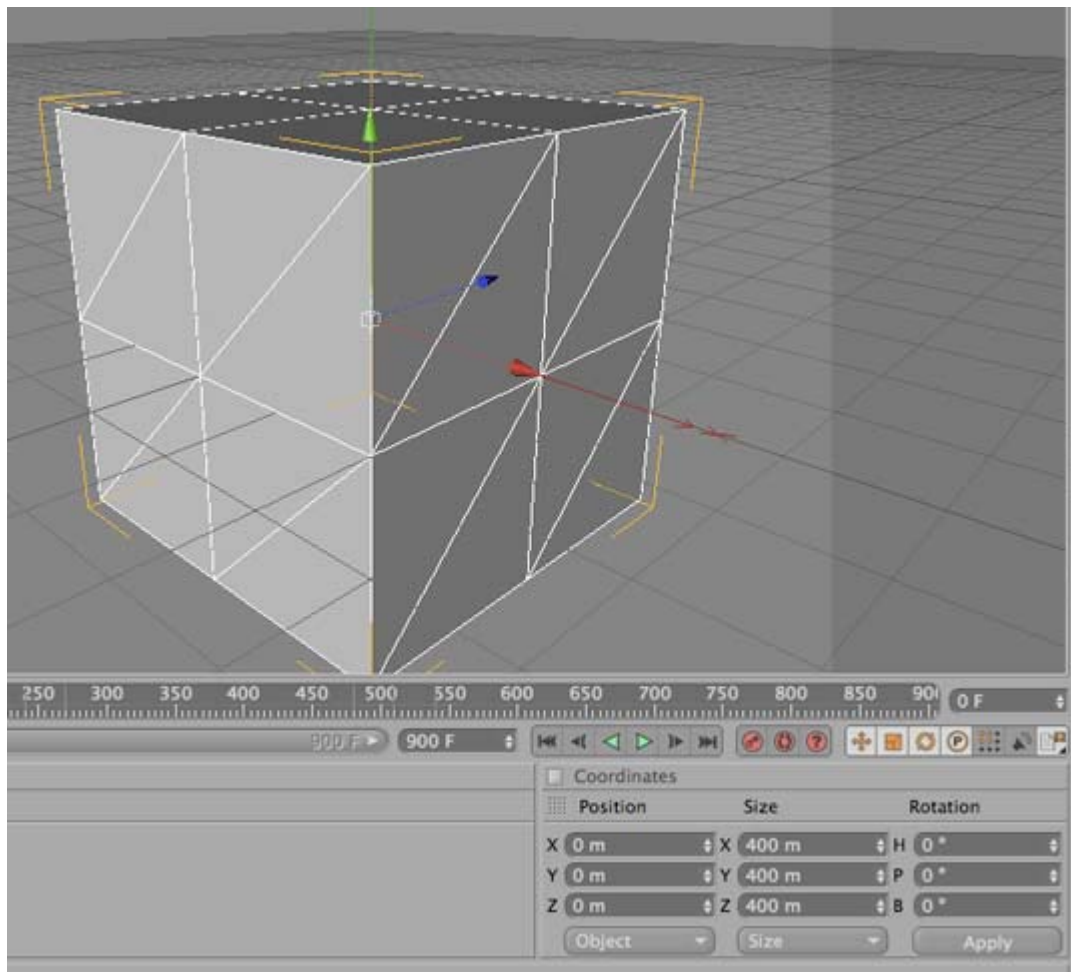 250 300 350 400 450 500 550 600 650 700 750 800 850 90
0 F
900 F
900 F
Coordinates
Position Size Rotation
X 0 m X 400 m H 0°
Y 0 m Y 400 m P 0°
Z 0 m Z 400 m B 0°
Object Size Apply